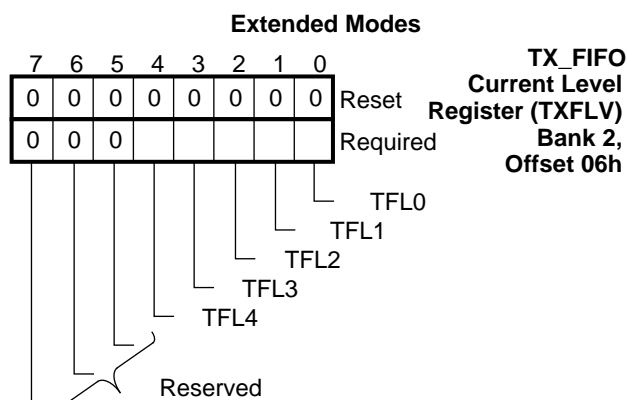 Extended Modes
7 6 5 4 3 2 1 0
0 0 0 0 0 0 0 0 Reset
0 0 0 Required
TX_FIFO
Current Level
Register (TXFLV)
Bank 2,
Offset 06h
TFL0
TFL1
TFL2
TFL3
TFL4
Reserved